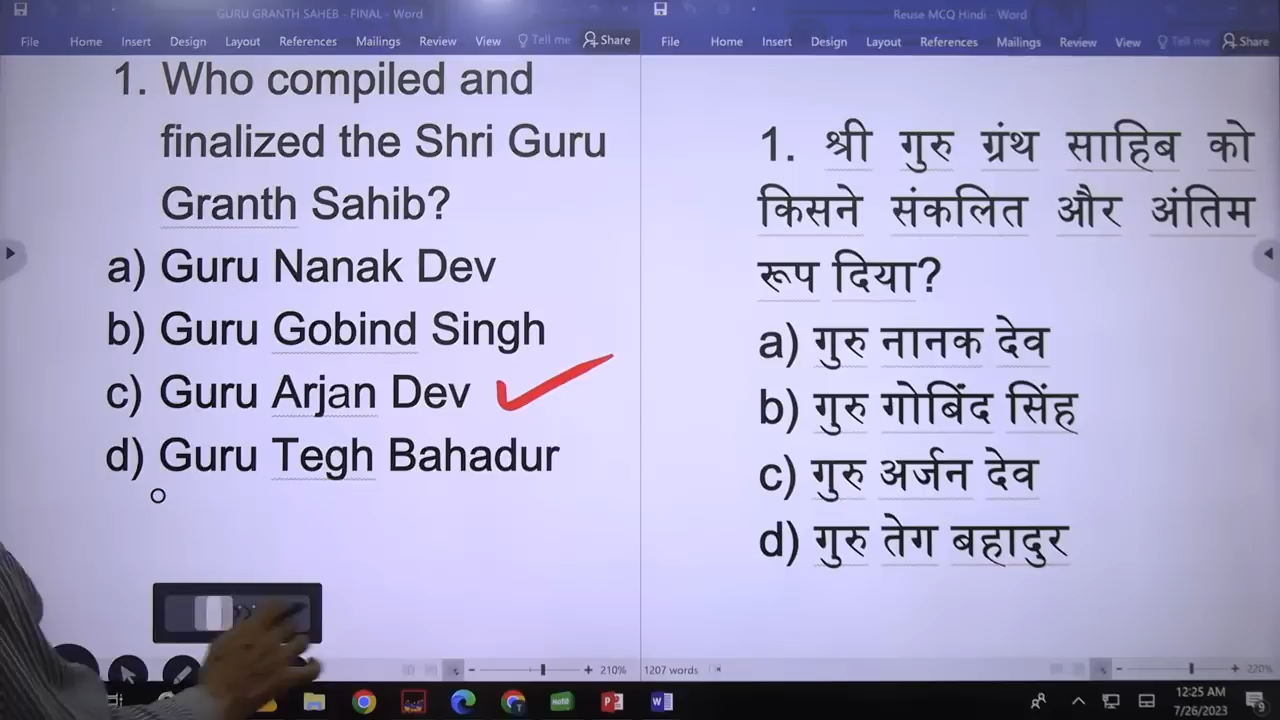 GURU GRANTH SAHEB - FINAL - Word
File Home Insert Design Layout References Mailings Review View Tell me Share
1. Who compiled and
finalized the Shri Guru
Granth Sahib?
a) Guru Nanak Dev
b) Guru Gobind Singh
c) Guru Arjan Dev
d) Guru Tegh Bahadur
210%
Reuse MCQ Hindi - Word
File Home Insert Design Layout References Mailings Review View Tell me Share
1. श्री गुरु ग्रंथ साहिब को
किसने संकलित और अंतिम
रूप दिया?
a) गुरु नानक देव
b) गुरु गोबिंद सिंह
c) गुरु अर्जन देव
d) गुरु तेग बहादुर
1207 words
220%
12:25 AM
7/26/2023